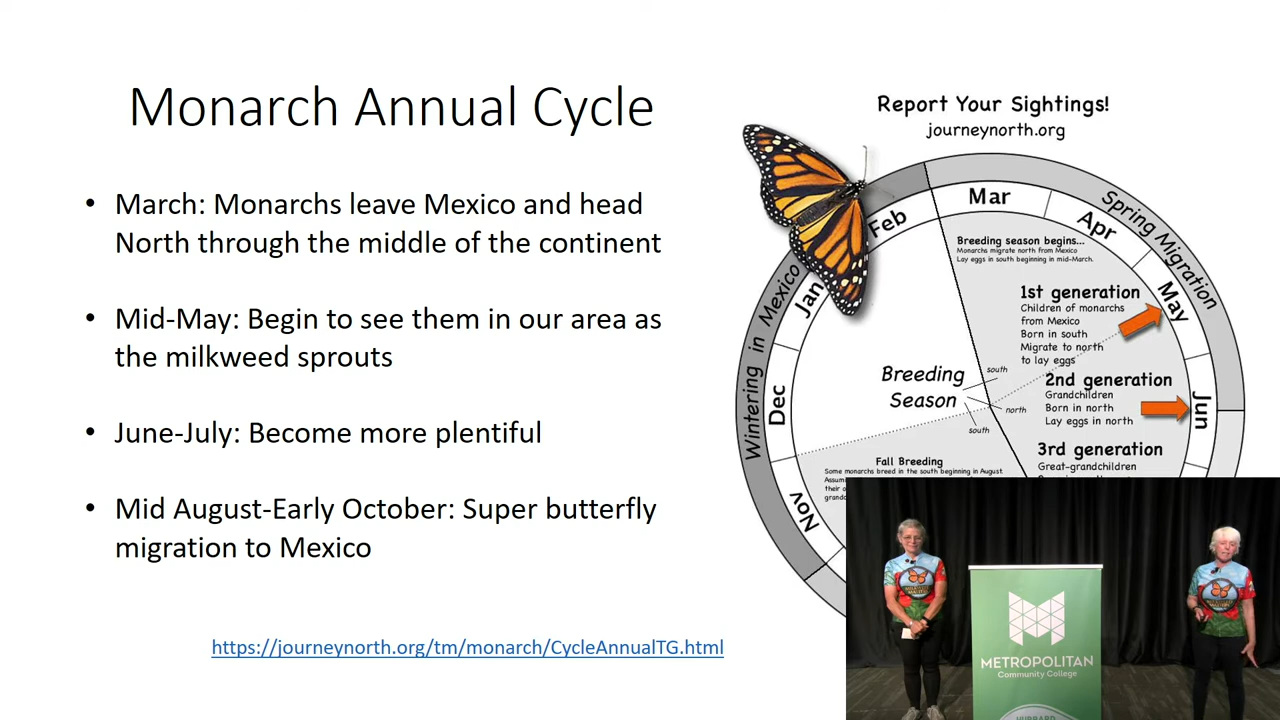 Monarch Annual Cycle
• March: Monarchs leave Mexico and head
North through the middle of the continent
• Mid-May: Begin to see them in our area as
the milkweed sprouts
• June-July: Become more plentiful
• Mid August-Early October: Super butterfly
migration to Mexico
https://journeynorth.org/tm/monarch/CycleAnnualTG.html
Report Your Sightings!
journeynorth.org
Wintering in Mexico
Spring Migration
Nov
Dec
Jan
Feb
Mar
Apr
May
Jun
Breeding season begins...
Monarchs migrate north from Mexico
Lay eggs in south beginning in mid-March.
1st generation
Children of monarchs
from Mexico
Born in south
Migrate to north
to lay eggs
Breeding
Season
south
north
south
2nd generation
Grandchildren
Born in north
Lay eggs in north
3rd generation
Great-grandchildren
Fall Breeding
Some monarchs breed in the south beginning in August.
METROPOLITAN
Community College
HUBBARD